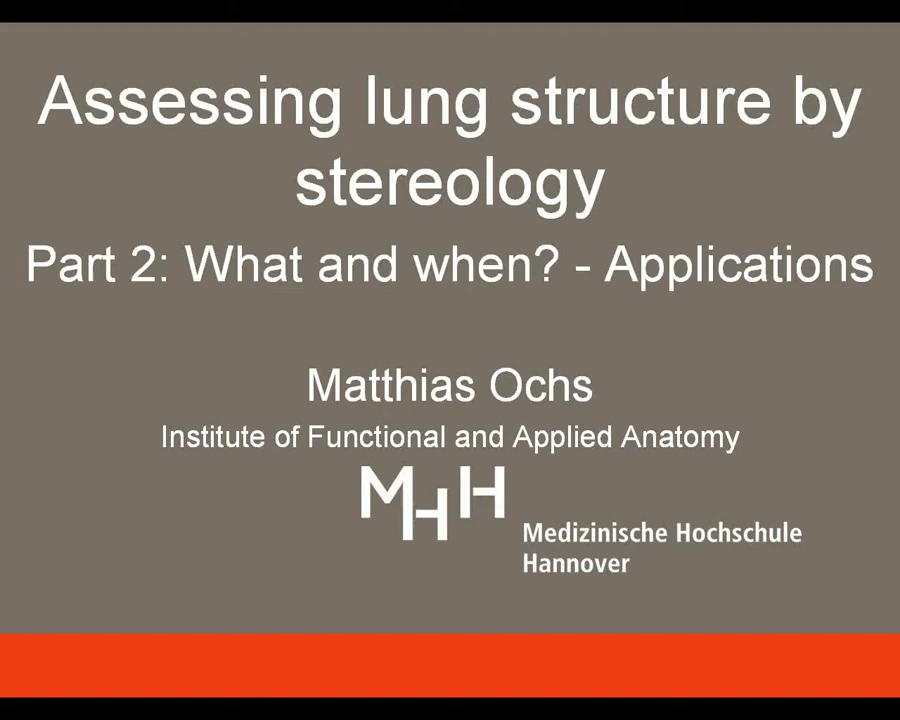 Assessing lung structure by
stereology
Part 2: What and when? - Applications
Matthias Ochs
Institute of Functional and Applied Anatomy
MHH
Medizinische Hochschule
Hannover